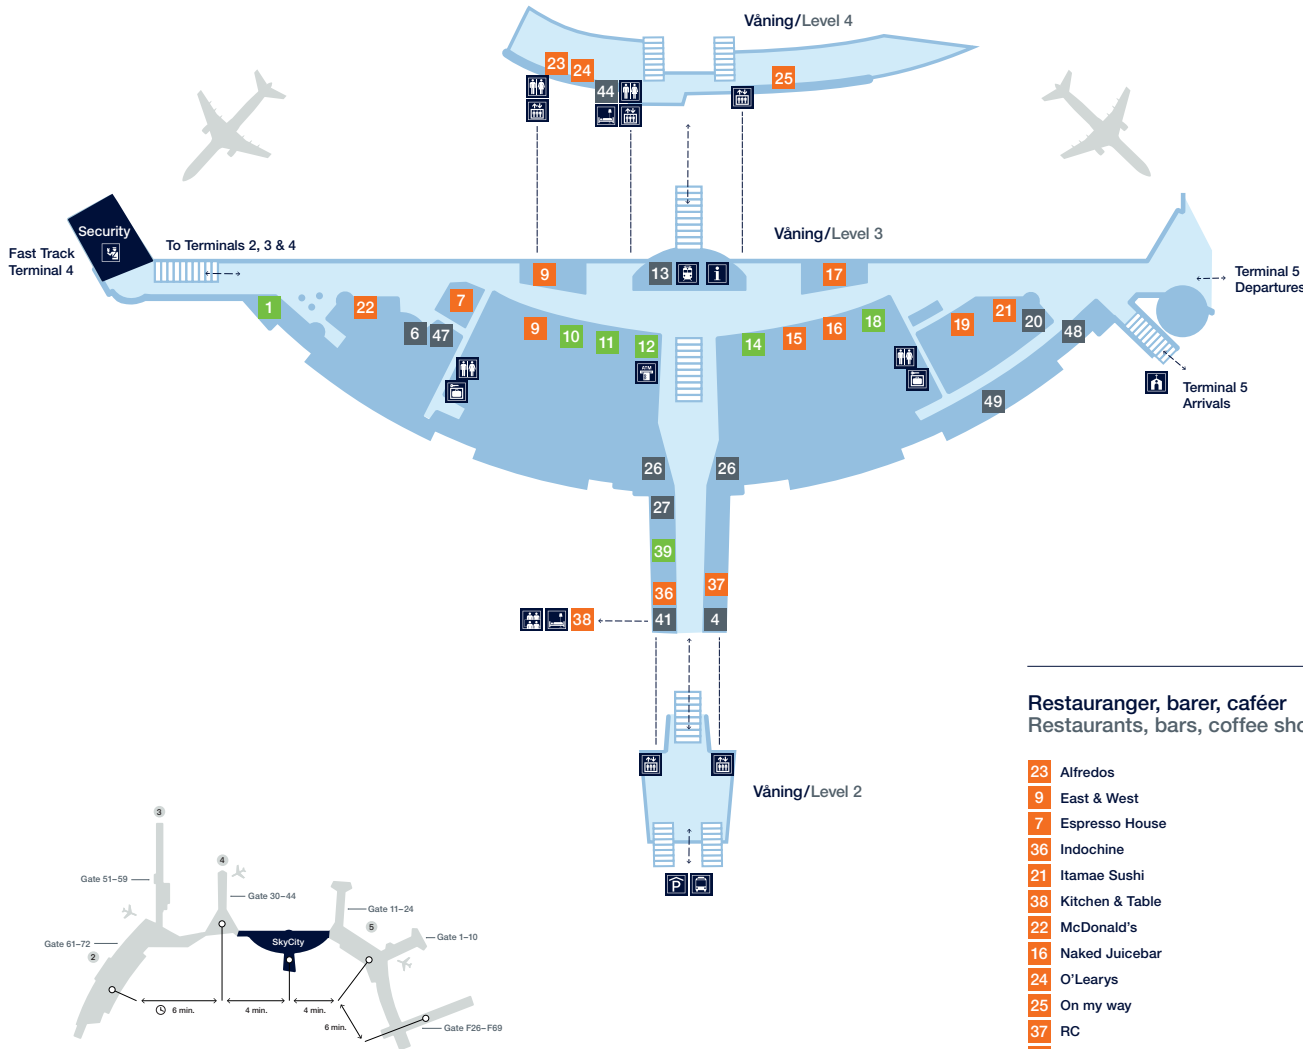 Våning/Level 4
23
24
25
44
Security
Fast Track
Terminal 4
To Terminals 2, 3 & 4
Våning/Level 3
Terminal 5
Departures
9
13
i
17
1
22
7
6
47
9
10
11
12
ATM
14
15
16
18
19
21
20
48
49
Terminal 5
Arrivals
26
26
27
39
36
37
38
41
4
Våning/Level 2
P
Restauranger, barer, caféer
Restaurants, bars, coffee sho
23 Alfredos
9 East & West
7 Espresso House
36 Indochine
21 Itamae Sushi
38 Kitchen & Table
22 McDonald's
16 Naked Juicebar
24 O'Learys
25 On my way
37 RC
3
4
Gate 51–59
Gate 30–44
Gate 11–24
5
Gate 1–10
Gate 61–72
2
SkyCity
6 min.
4 min.
4 min.
6 min.
Gate F26–F69